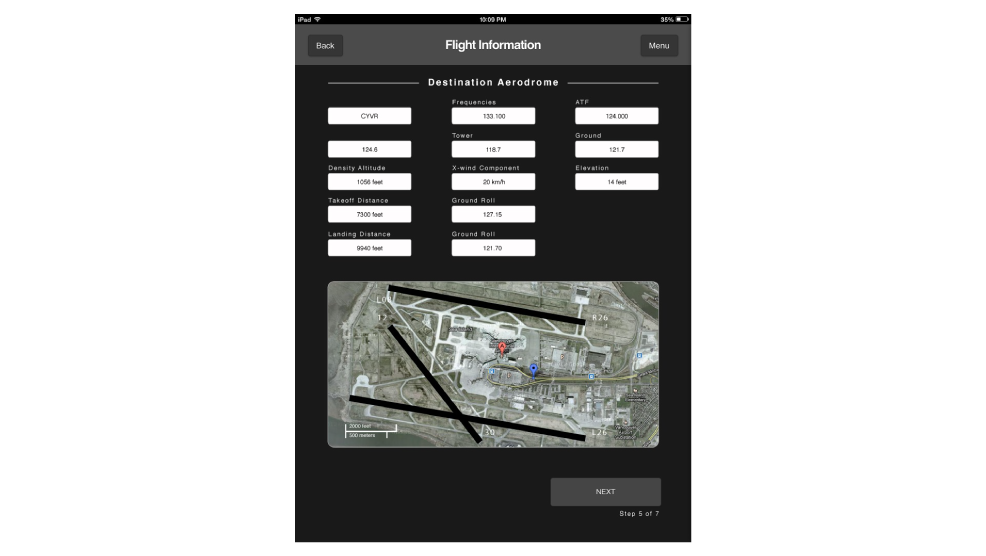 iPad 10:09 PM 35%
Back Flight Information Menu
Destination Aerodrome
Frequencies ATF
CYVR 133.100 124.000
Tower Ground
124.6 118.7 121.7
Density Altitude X-wind Component Elevation
1056 feet 20 km/h 14 feet
Takeoff Distance Ground Roll
7300 feet 127.15
Landing Distance Ground Roll
9940 feet 121.70
L08
12 R26
2000 feet
500 meters
30 L26
NEXT
Step 5 of 7